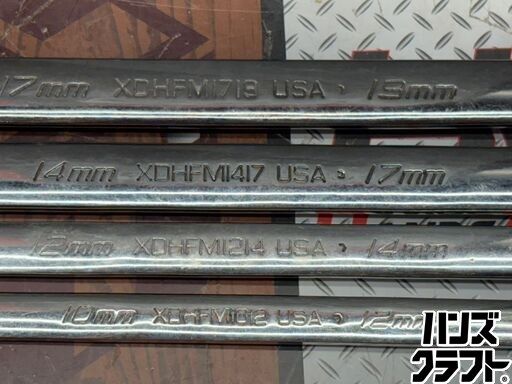 17mm XDHFM1719 USA 19mm
14mm XDHFM1417 USA 17mm
12mm XDHFM1214 USA 14mm
10mm XDHFM1012 USA 12mm
ハンズ
クラフト®